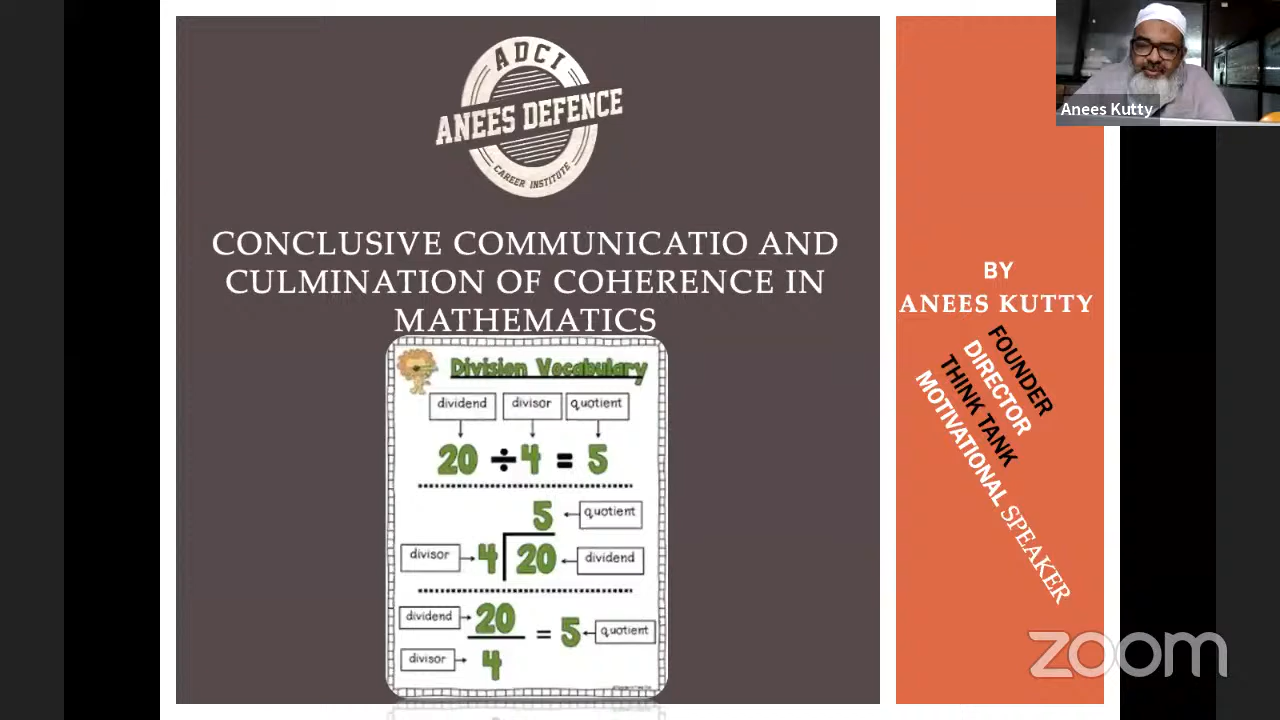 ADCI
ANEES DEFENCE
CAREER INSTITUTE
CONCLUSIVE COMMUNICATIO AND
CULMINATION OF COHERENCE IN
MATHEMATICS
Division Vocabulary
dividend divisor quotient
20 ÷ 4 = 5
5 quotient
divisor 4 20 dividend
dividend 20
= 5 quotient
divisor 4
Anees Kutty
BY
ANEES KUTTY
FOUNDER
DIRECTOR
THINK TANK
MOTIVATIONAL SPEAKER
zoom